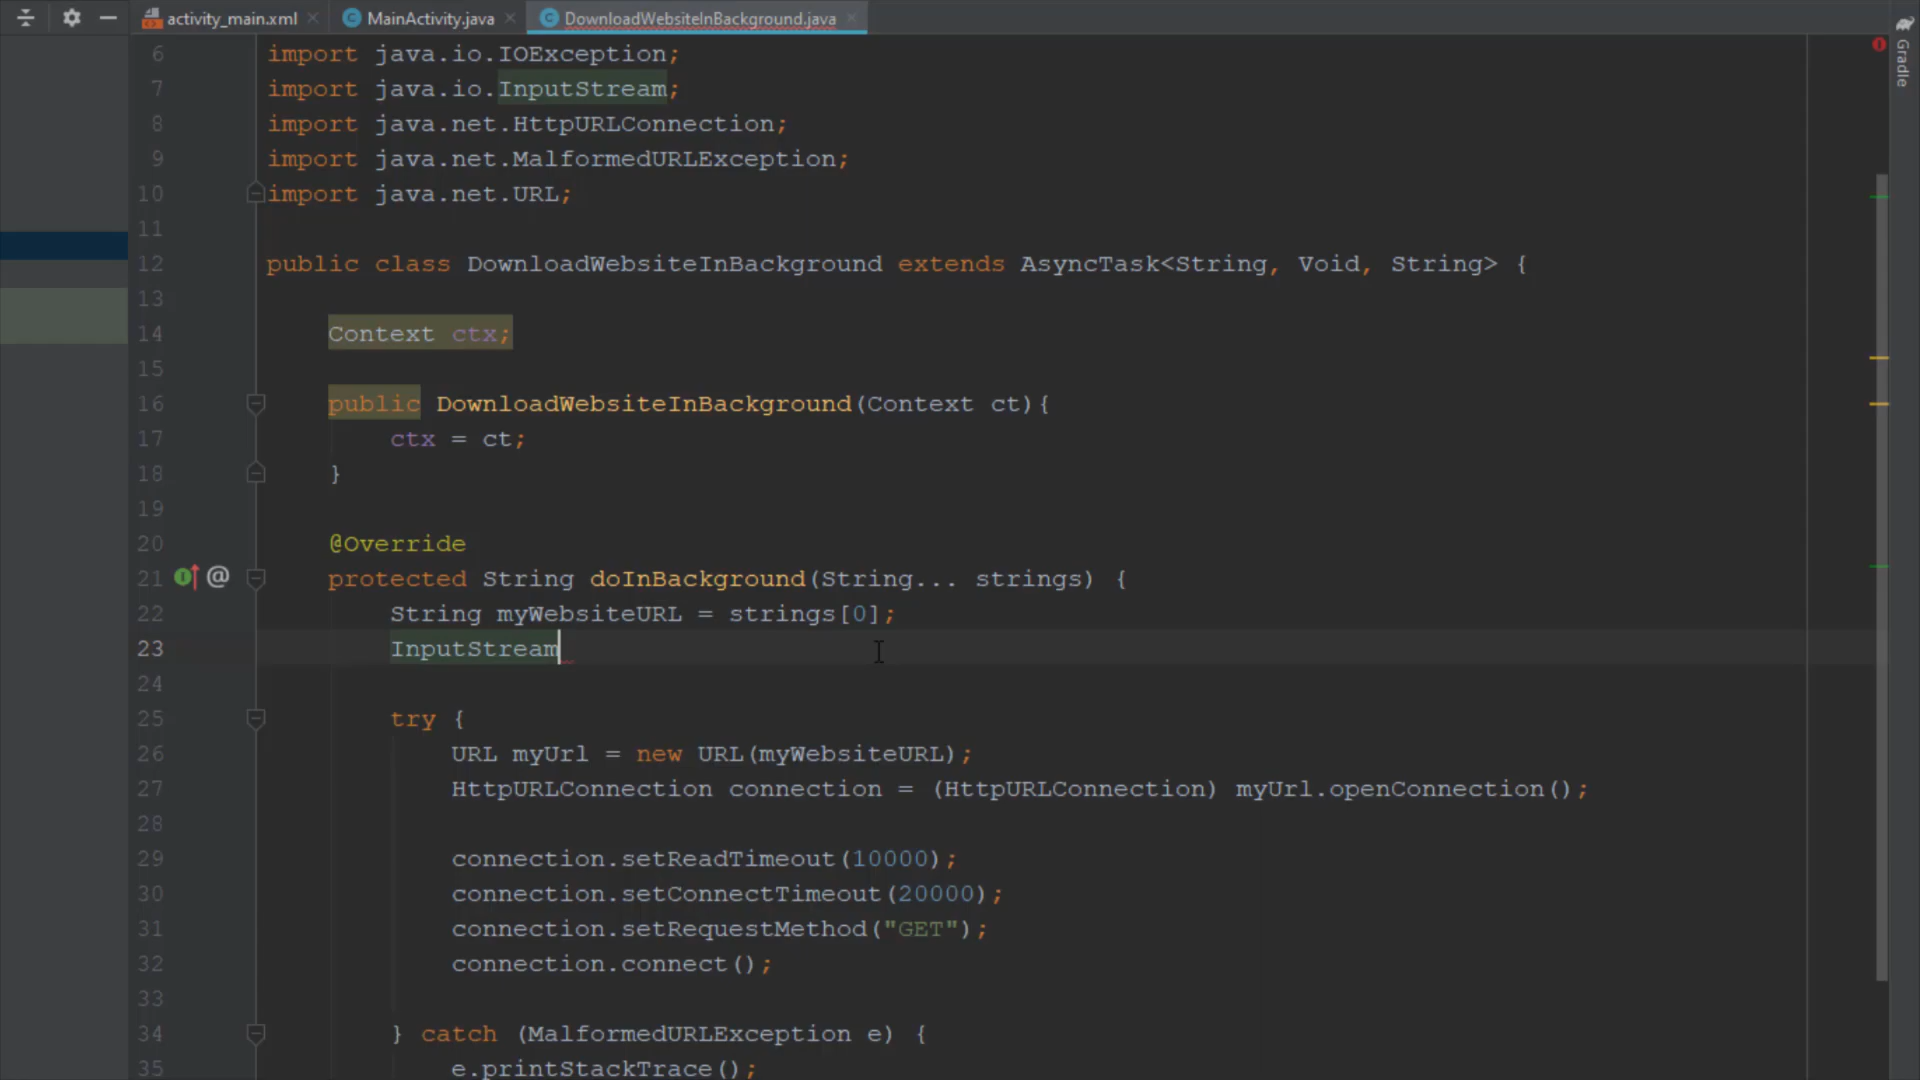 activity_main.xml MainActivity.java DownloadWebsiteInBackground.java
Gradle
6 import java.io.IOException;
7 import java.io.InputStream;
8 import java.net.HttpURLConnection;
9 import java.net.MalformedURLException;
10 import java.net.URL;
11
12 public class DownloadWebsiteInBackground extends AsyncTask<String, Void, String> {
13
14 Context ctx;
15
16 public DownloadWebsiteInBackground(Context ct){
17 ctx = ct;
18 }
19
20 @Override
21 @ protected String doInBackground(String... strings) {
22 String myWebsiteURL = strings[0];
23 InputStream
24
25 try {
26 URL myUrl = new URL(myWebsiteURL);
27 HttpURLConnection connection = (HttpURLConnection) myUrl.openConnection();
28
29 connection.setReadTimeout(10000);
30 connection.setConnectTimeout(20000);
31 connection.setRequestMethod("GET");
32 connection.connect();
33
34 } catch (MalformedURLException e) {
35 e.printStackTrace();